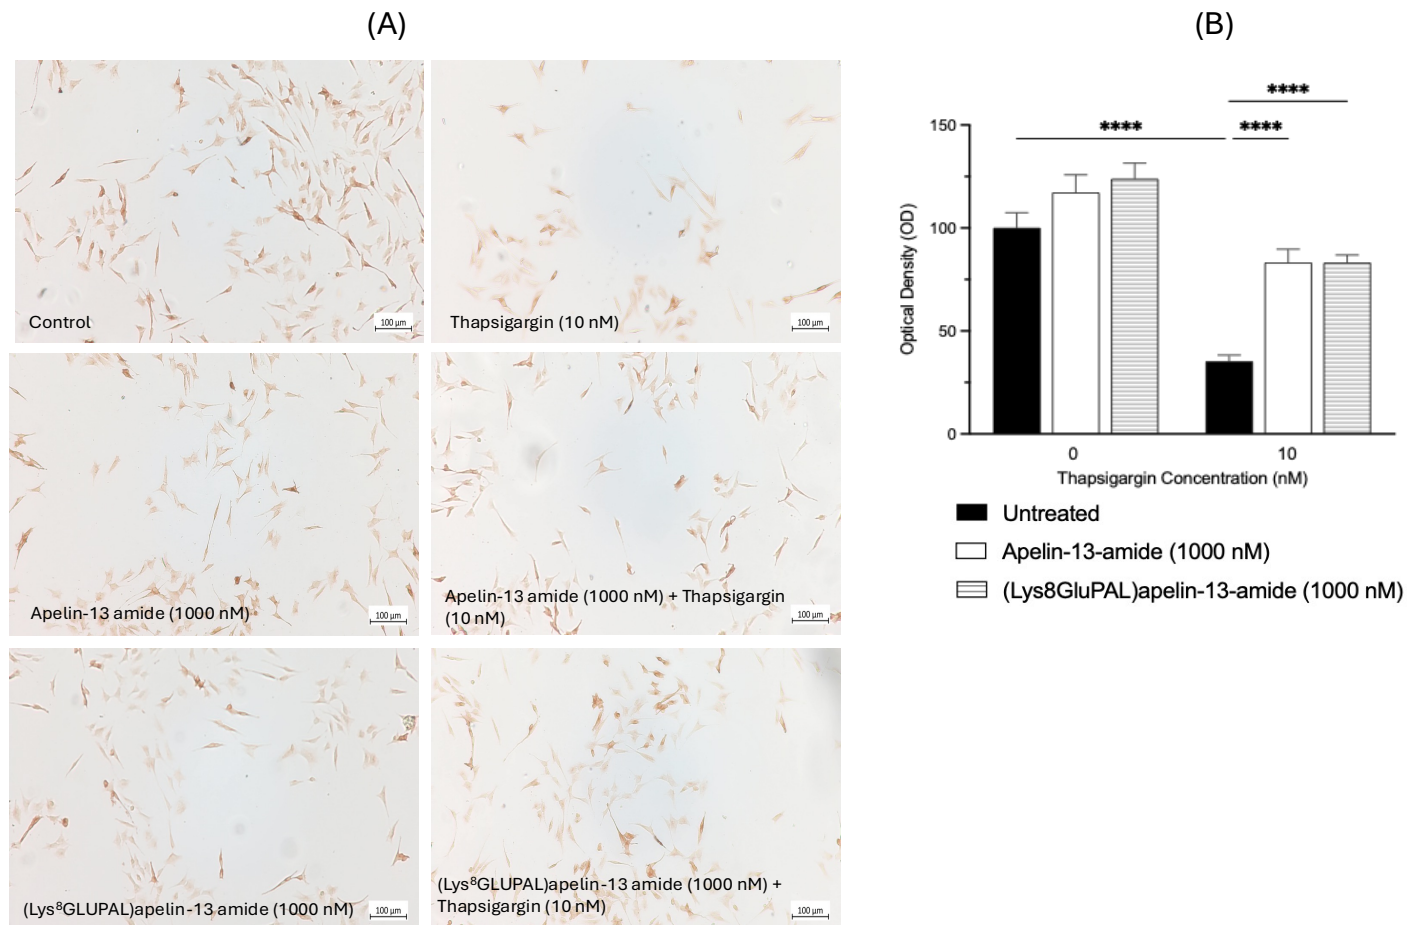 (A)
(B)
Control
100 µm
Thapsigargin (10 nM)
100 µm
Apelin-13 amide (1000 nM)
100 µm
Apelin-13 amide (1000 nM) + Thapsigargin
(10 nM)
100 µm
(Lys⁸GLUPAL)apelin-13 amide (1000 nM)
100 µm
(Lys⁸GLUPAL)apelin-13 amide (1000 nM) +
Thapsigargin (10 nM)
100 µm
****
****
****
150
100
50
0
Optical Density (OD)
0
10
Thapsigargin Concentration (nM)
Untreated
Apelin-13-amide (1000 nM)
(Lys8GluPAL)apelin-13-amide (1000 nM)